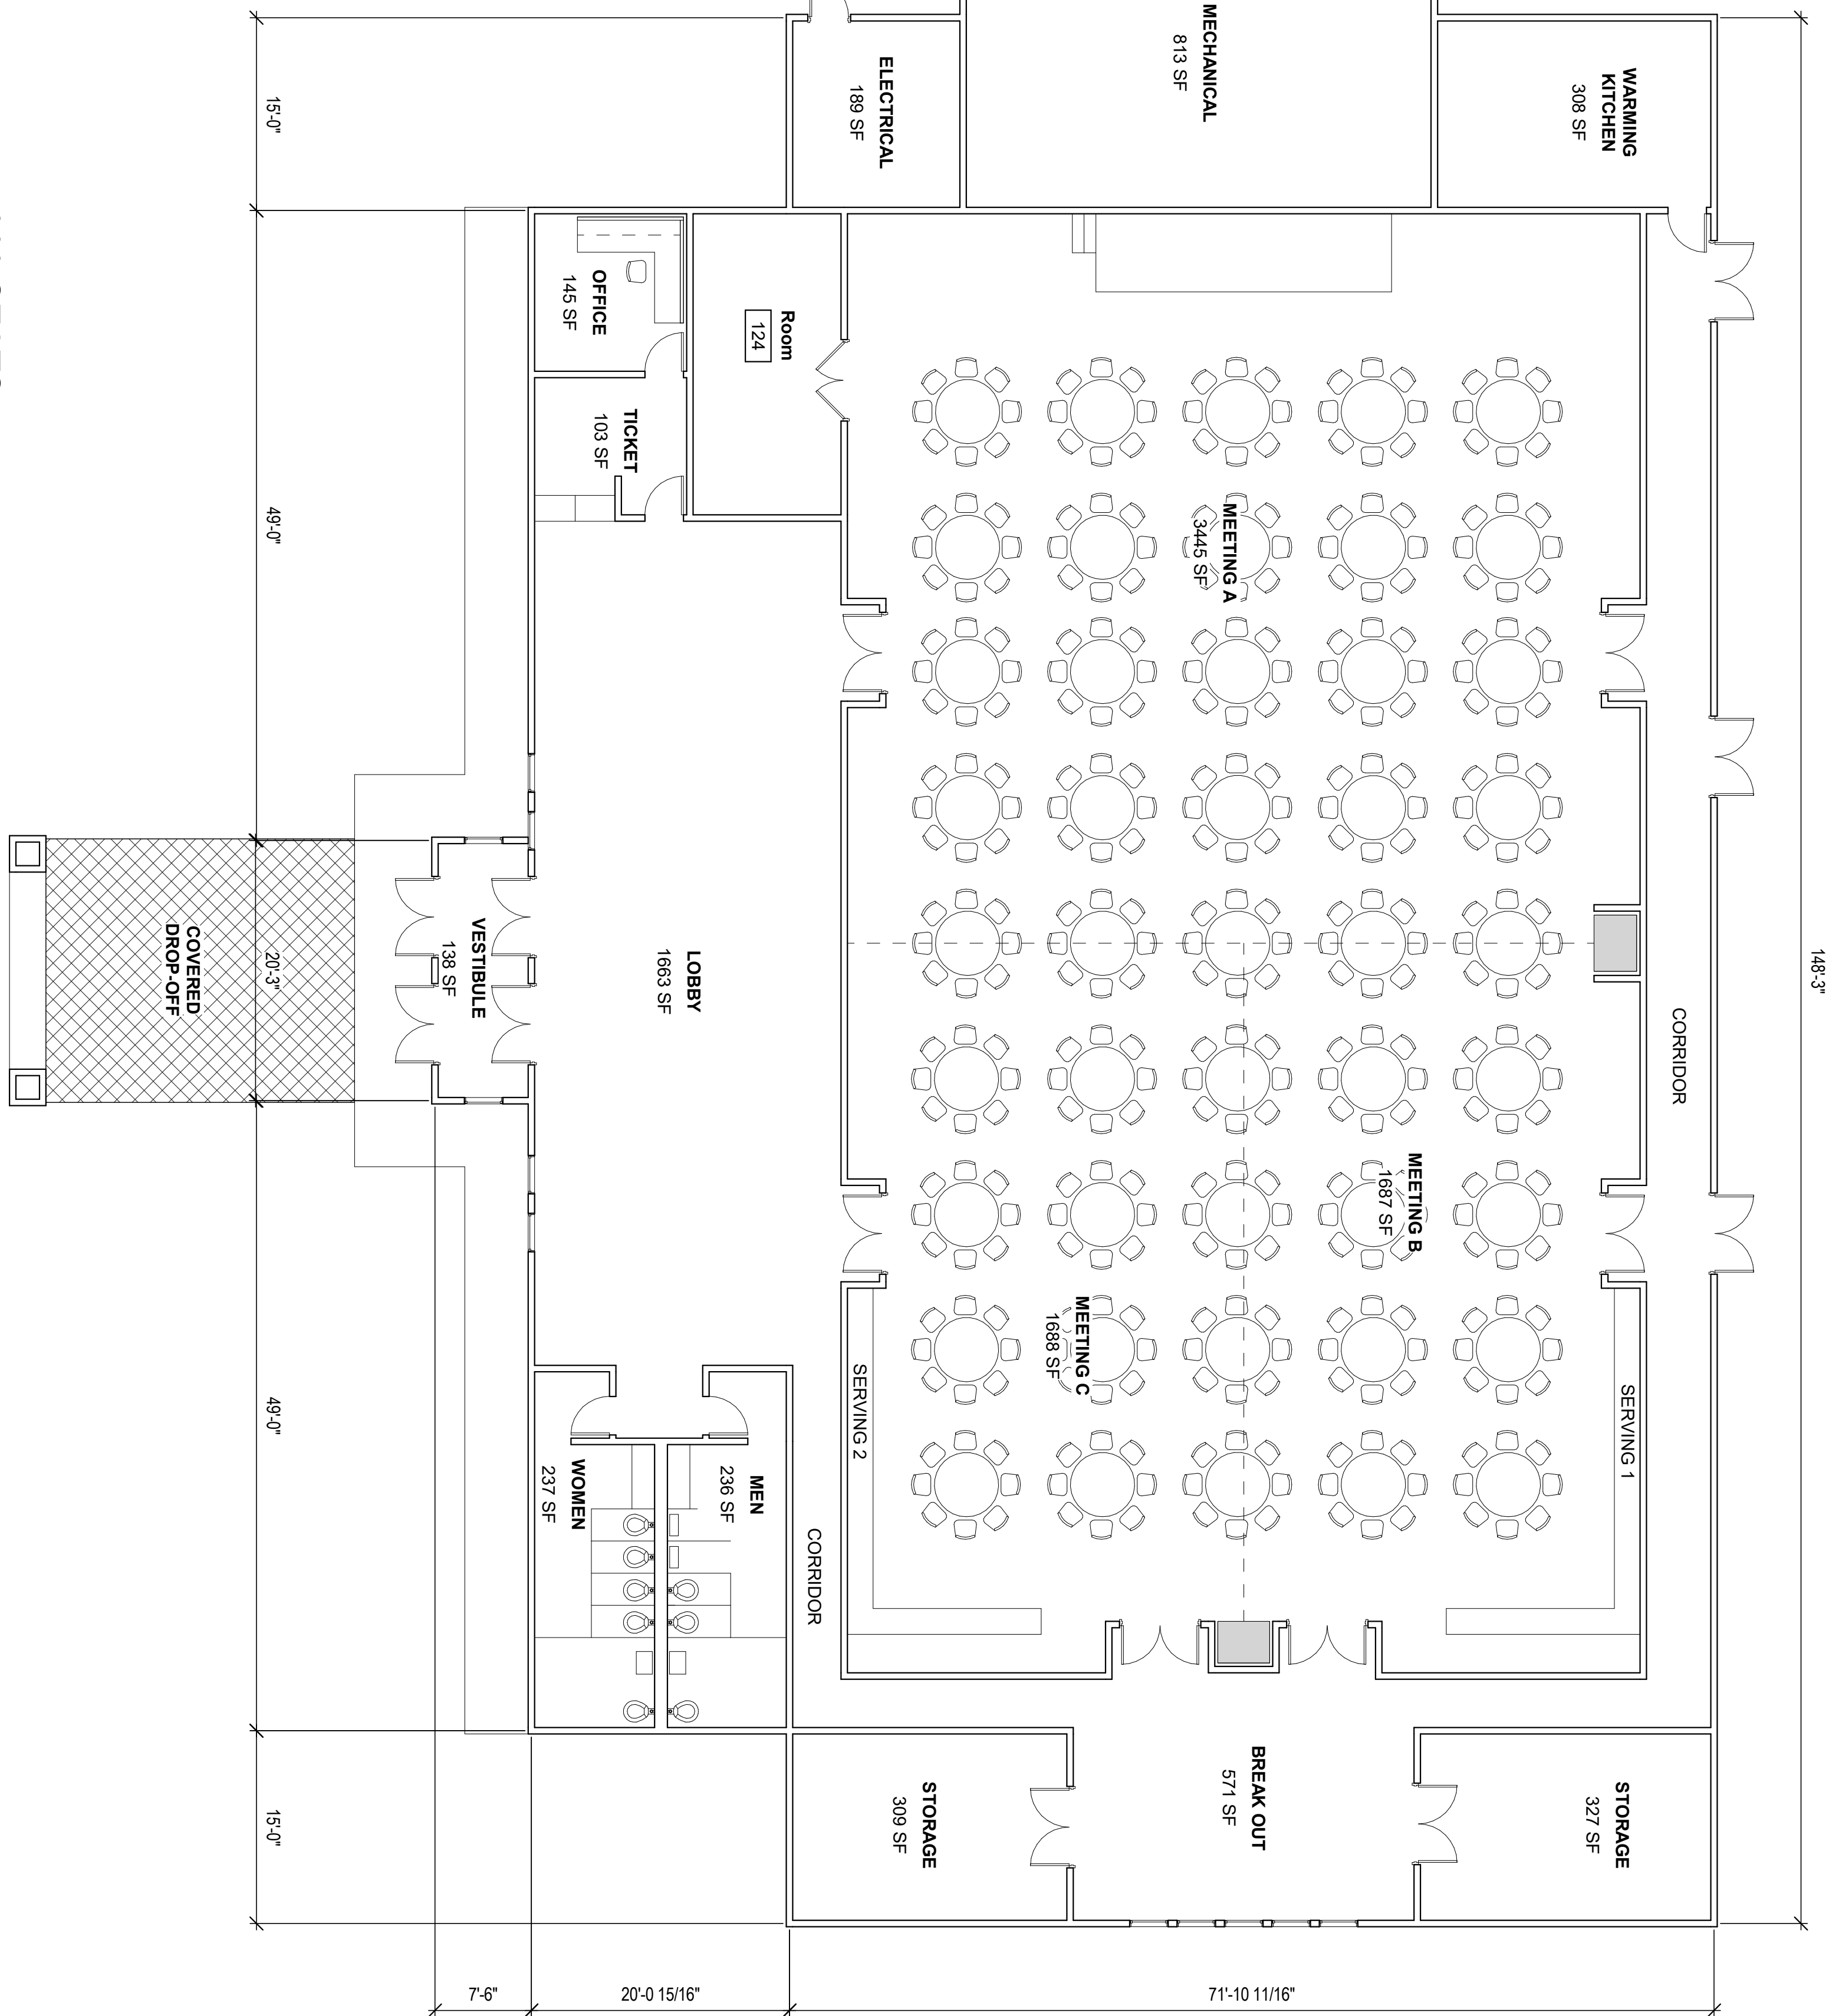 148'-3"
WARMING
KITCHEN
308 SF
MECHANICAL
813 SF
ELECTRICAL
189 SF
15'-0"
OFFICE
145 SF
Room
124
TICKET
103 SF
49'-0"
MEETING A
3445 SF
CORRIDOR
LOBBY
1663 SF
VESTIBULE
138 SF
20'-3"
COVERED
DROP-OFF
MEETING B
1687 SF
MEETING C
1688 SF
SERVING 1
SERVING 2
MEN
236 SF
WOMEN
237 SF
CORRIDOR
49'-0"
STORAGE
327 SF
BREAK OUT
571 SF
STORAGE
309 SF
15'-0"
7'-6"
20'-0 15/16"
71'-10 11/16"